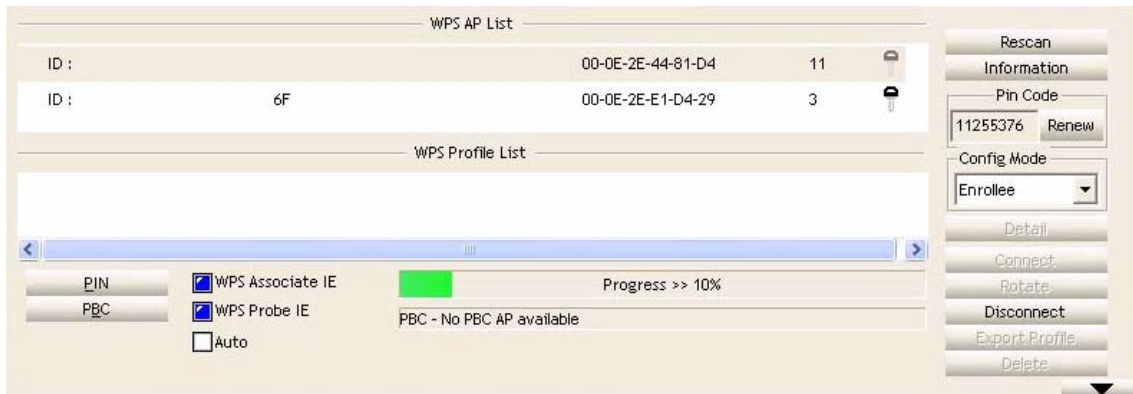 WPS AP List
ID :    00-0E-2E-44-81-D4    11
ID :    6F    00-0E-2E-E1-D4-29    3
WPS Profile List
PIN
PBC
WPS Associate IE
WPS Probe IE
Auto
Progress >> 10%
PBC - No PBC AP available
Rescan
Information
Pin Code
11255376    Renew
Config Mode
Enrollee
Detail
Connect
Rotate
Disconnect
Export Profile
Delete